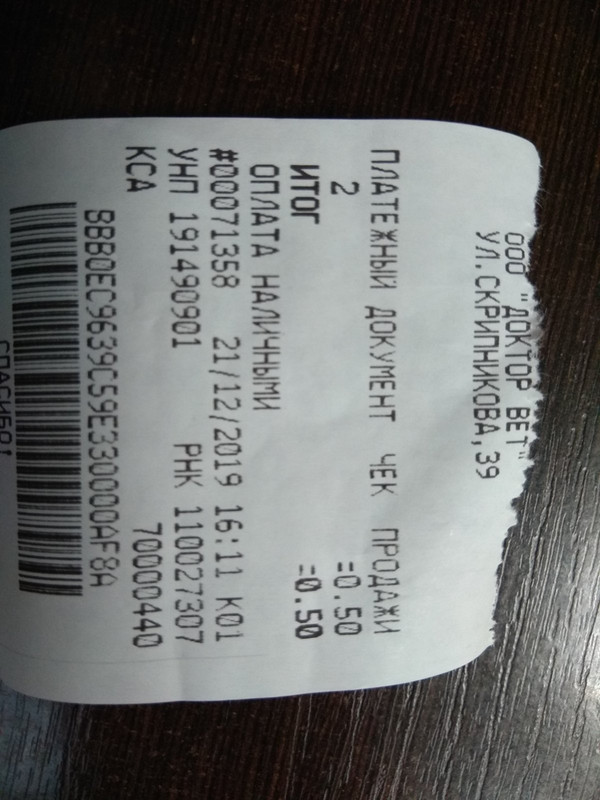 ООО "ДОКТОР ВЕТ"
УЛ.СКРИПНИКОВА,39
ПЛАТЕЖНЫЙ ДОКУМЕНТ ЧЕК ПРОДАЖИ
2 =0.50
ИТОГ =0.50
ОПЛАТА НАЛИЧНЫМИ
#00071358 21/12/2019 16:11 К01
УНП 191490901 РНК 110027307
КСА 70000440
BBB0EC9639C59E330000AF8A
СПАСИБО!